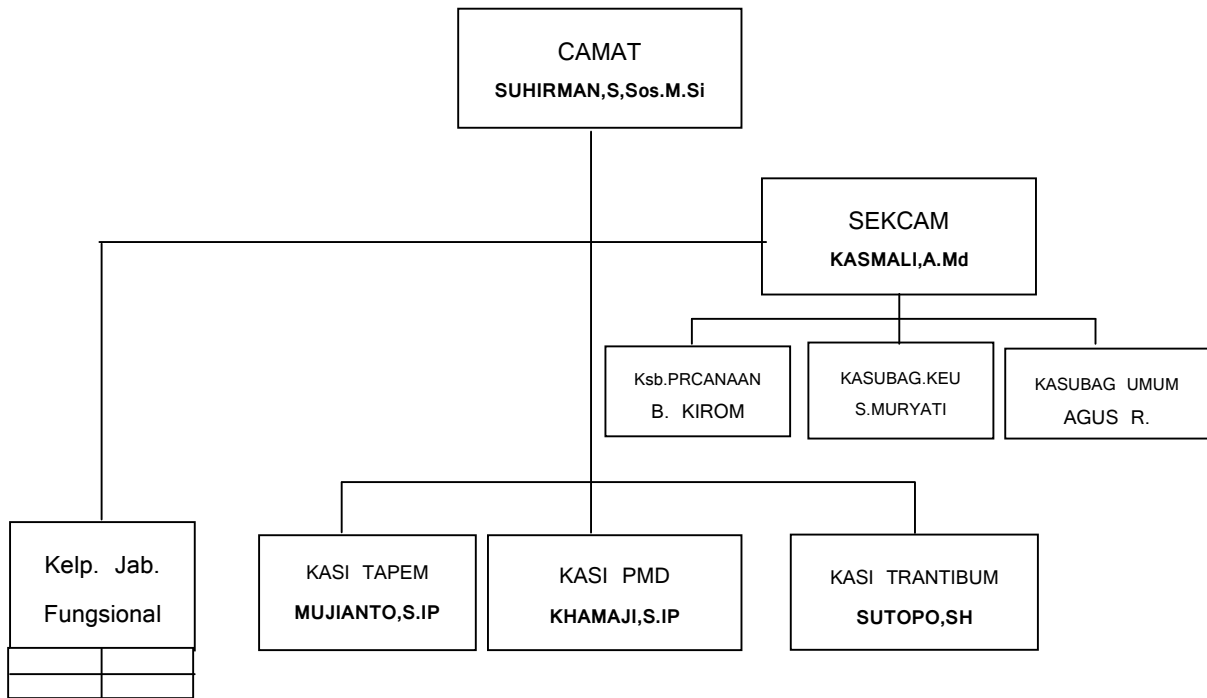 CAMAT
SUHIRMAN,S,Sos.M.Si
SEKCAM
KASMALI,A.Md
Ksb.PRCANAAN
B. KIROM
KASUBAG.KEU
S.MURYATI
KASUBAG UMUM
AGUS R.
Kelp. Jab.
Fungsional
KASI TAPEM
MUJIANTO,S.IP
KASI PMD
KHAMAJI,S.IP
KASI TRANTIBUM
SUTOPO,SH